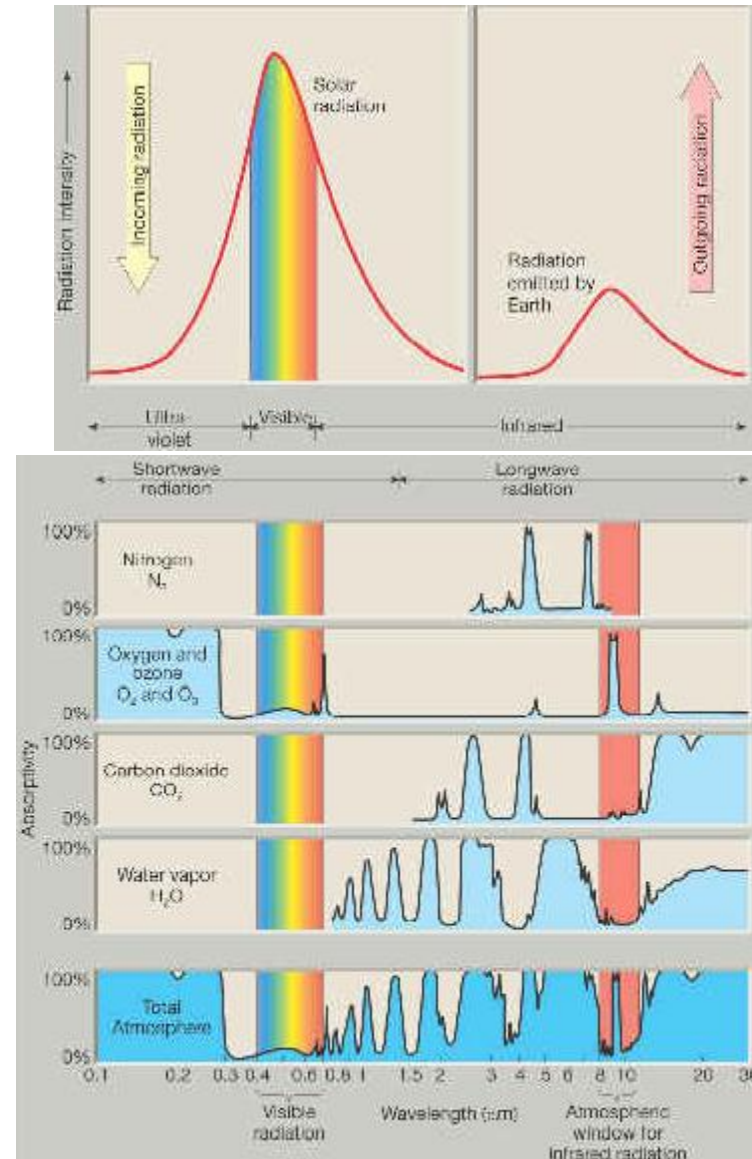 Radiation intensity
Incoming radiation
Solar
radiation
Radiation
emitted by
Earth
Outgoing radiation
Ultra-
violet
Visible
Infrared
Shortwave
radiation
Longwave
radiation
Absorptivity
100%
0%
Nitrogen
N₂
100%
0%
Oxygen and
ozone
O₂ and O₃
100%
0%
Carbon dioxide
CO₂
100%
0%
Water vapor
H₂O
100%
0%
Total
Atmosphere
0.1 0.2 0.3 0.4 0.6 0.8 1 1.5 2 3 4 5 6 8 10 20 30
Visible
radiation
Wavelength (μm)
Atmospheric
window for
infrared radiation